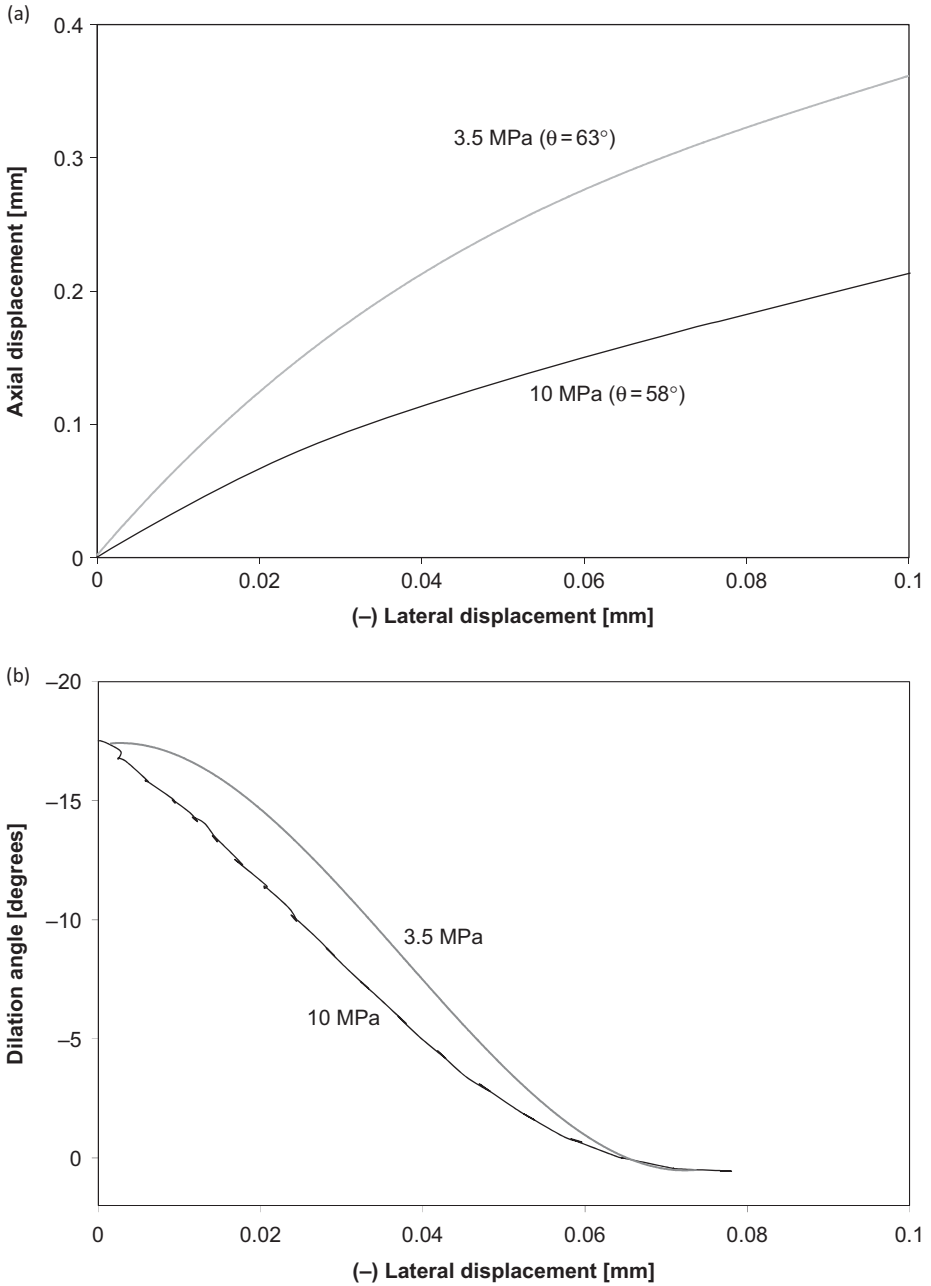 (a)
0.4
0.3
0.2
0.1
0
Axial displacement [mm]
3.5 MPa (θ = 63°)
10 MPa (θ = 58°)
0 0.02 0.04 0.06 0.08 0.1
(–) Lateral displacement [mm]
(b)
–20
–15
–10
–5
0
Dilation angle [degrees]
3.5 MPa
10 MPa
0 0.02 0.04 0.06 0.08 0.1
(–) Lateral displacement [mm]